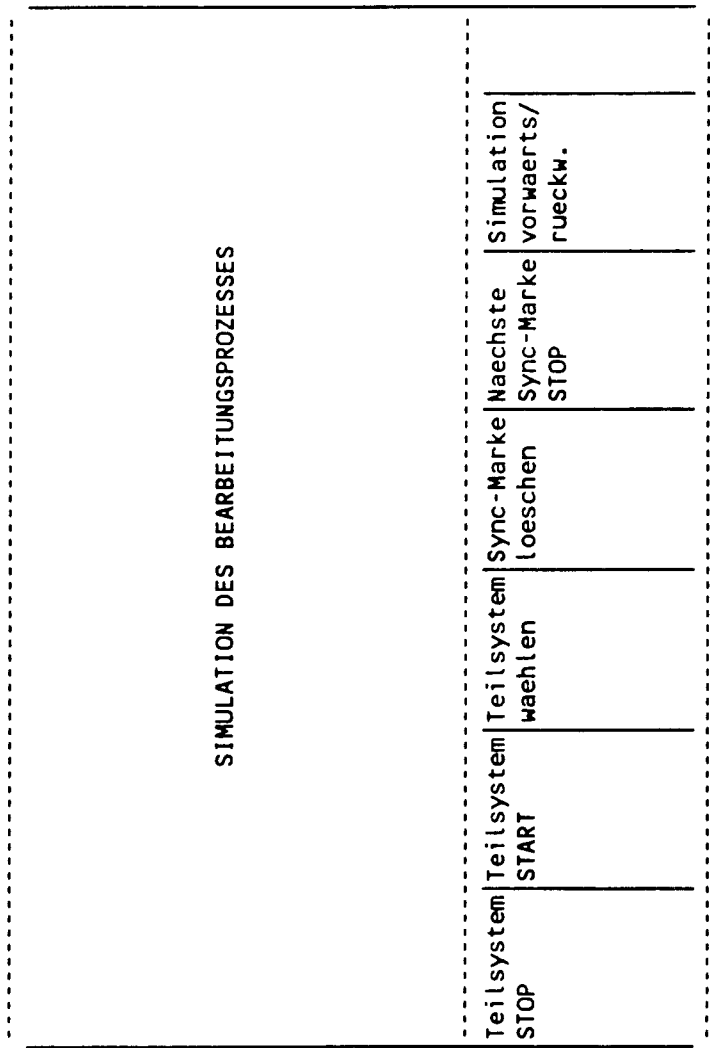 SIMULATION DES BEARBEITUNGSPROZESSES
Teilsystem
STOP
Teilsystem
START
Teilsystem
waehlen
Sync-Marke
loeschen
Naechste
Sync-Marke
STOP
Simulation
vorwaerts/
rueckw.